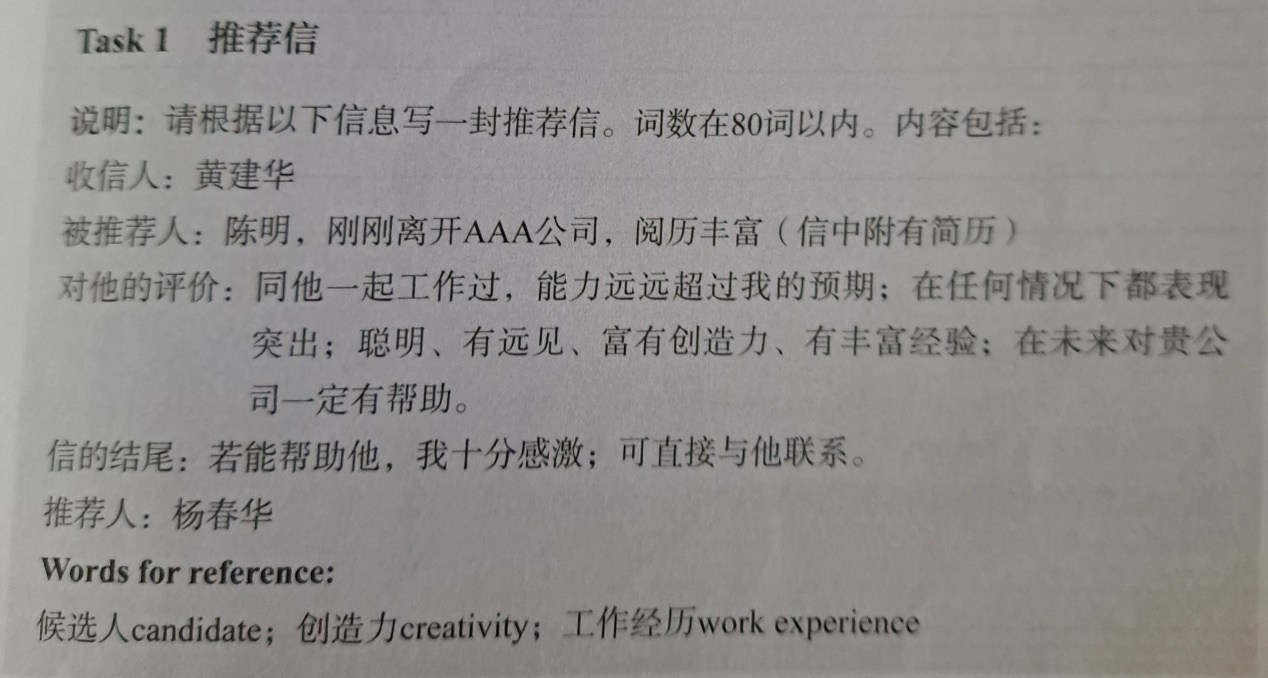 Task 1 推荐信
说明：请根据以下信息写一封推荐信。词数在80词以内。内容包括：
收信人：黄建华
被推荐人：陈明，刚刚离开AAA公司，阅历丰富（信中附有简历）
对他的评价：同他一起工作过，能力远远超过我的预期；在任何情况下都表现
突出；聪明、有远见、富有创造力、有丰富经验；在未来对贵公
司一定有帮助。
信的结尾：若能帮助他，我十分感激；可直接与他联系。
推荐人：杨春华
Words for reference:
候选人candidate；创造力creativity；工作经历work experience